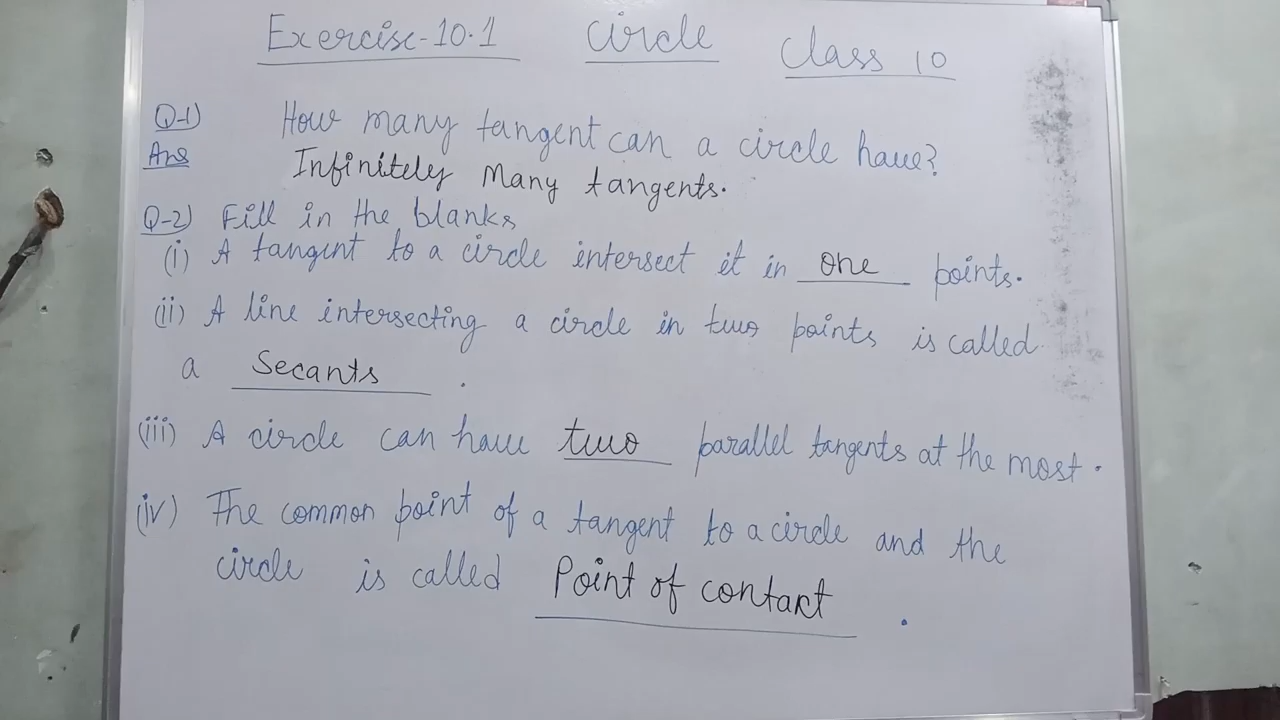 Exercise-10.1 Circle Class 10
Q-1) How many tangent can a circle have?
Ans Infinitely Many tangents.
Q-2) Fill in the blanks
(i) A tangent to a circle intersect it in one points.
(ii) A line intersecting a circle in two points is called
a Secants .
(iii) A circle can have two parallel tangents at the most.
(iv) The common point of a tangent to a circle and the
circle is called Point of contact .